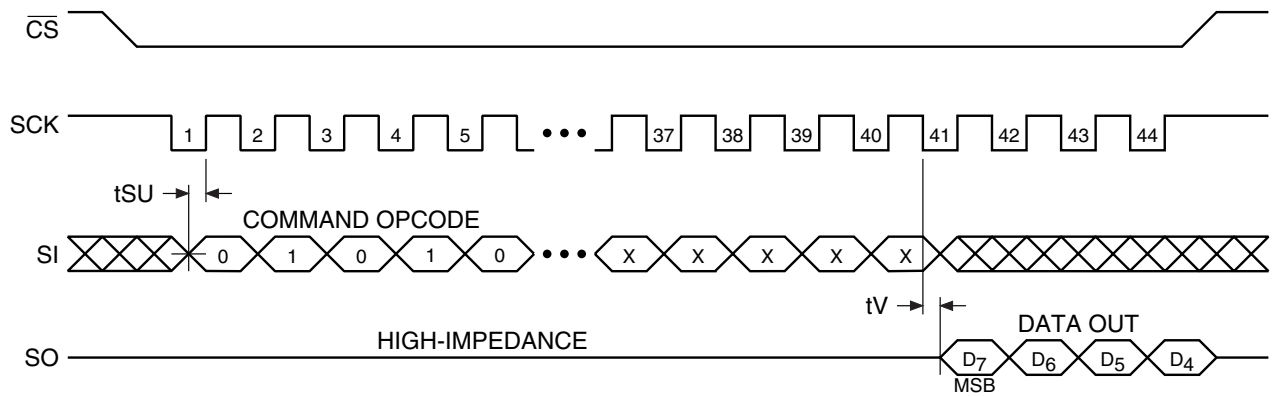 CS
SCK 1 2 3 4 5 ••• 37 38 39 40 41 42 43 44
tSU
COMMAND OPCODE
SI 0 1 0 1 0 ••• X X X X X
tV
HIGH-IMPEDANCE
DATA OUT
SO D7 D6 D5 D4
MSB